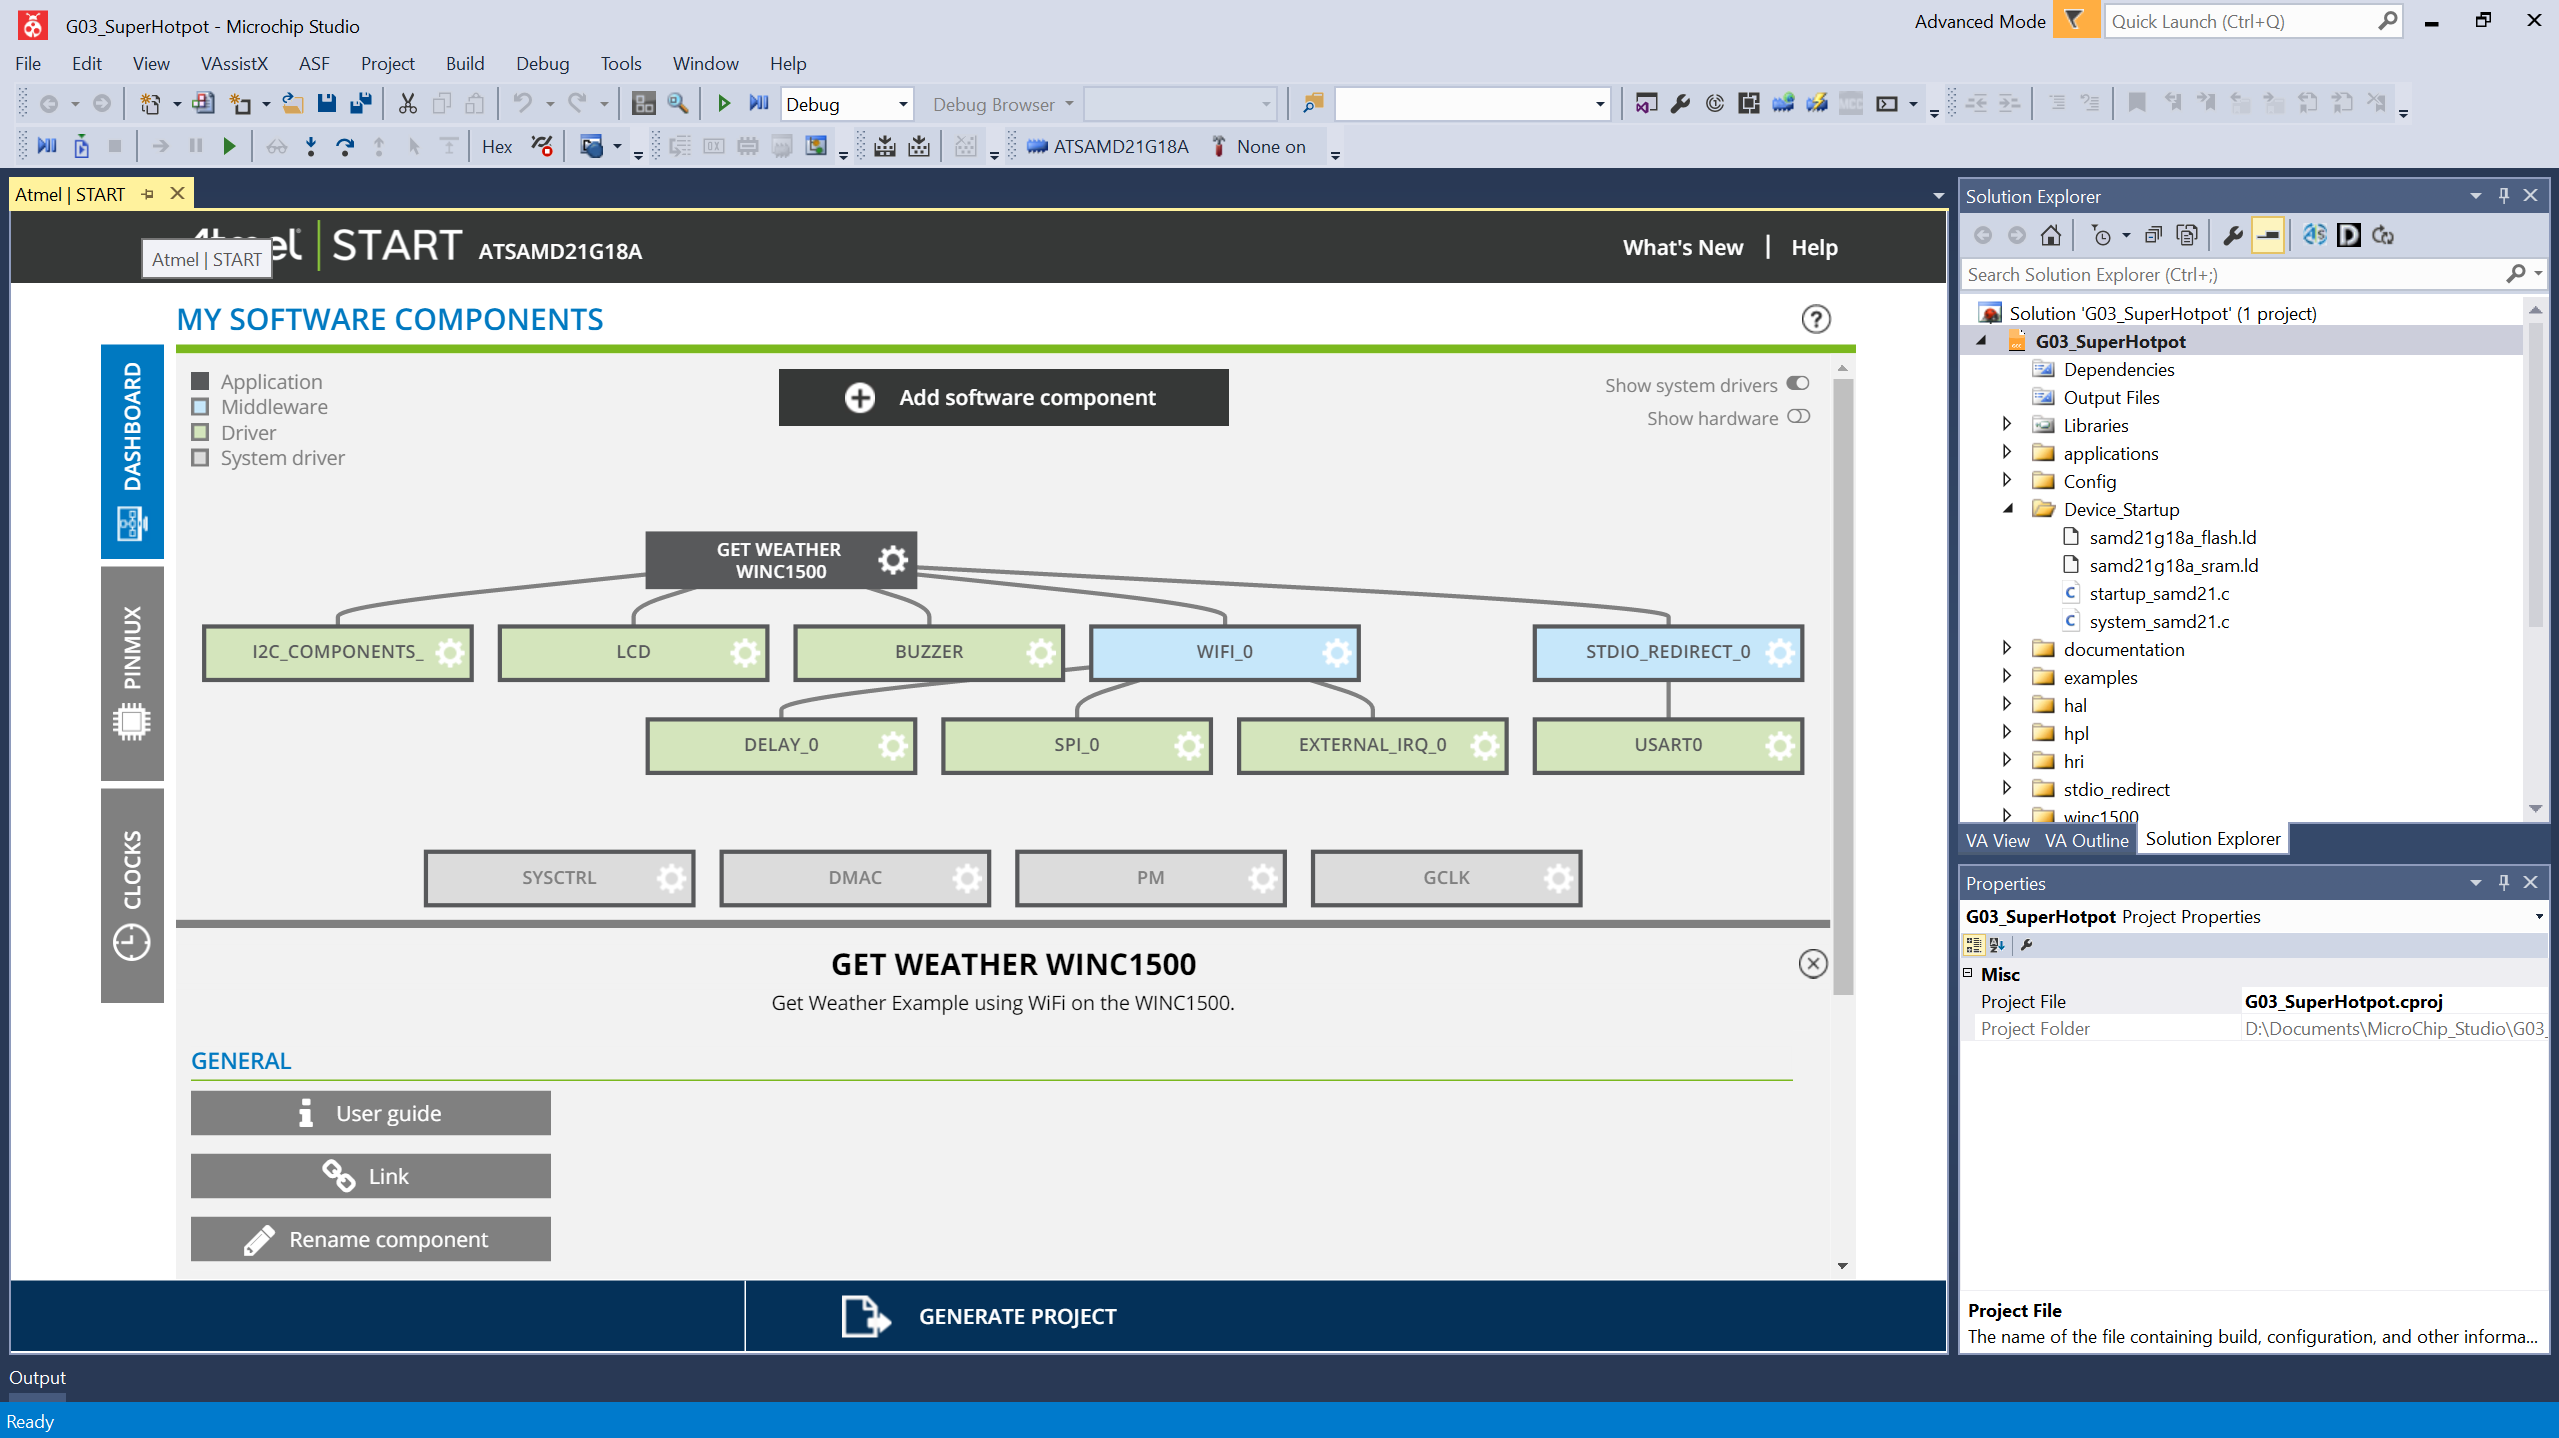 G03_SuperHotpot - Microchip Studio
Advanced Mode
Quick Launch (Ctrl+Q)
File Edit View VAssistX ASF Project Build Debug Tools Window Help
Debug Debug Browser
Hex ATSAMD21G18A None on
Atmel | START
START ATSAMD21G18A
What's New | Help
Atmel | START
MY SOFTWARE COMPONENTS
DASHBOARD
PINMUX
CLOCKS
Application
Middleware
Driver
System driver
Add software component
Show system drivers
Show hardware
GET WEATHER
WINC1500
I2C_COMPONENTS_
LCD
BUZZER
WIFI_0
STDIO_REDIRECT_0
DELAY_0
SPI_0
EXTERNAL_IRQ_0
USART0
SYSCTRL
DMAC
PM
GCLK
GET WEATHER WINC1500
Get Weather Example using WiFi on the WINC1500.
GENERAL
User guide
Link
Rename component
GENERATE PROJECT
Solution Explorer
Search Solution Explorer (Ctrl+;)
Solution 'G03_SuperHotpot' (1 project)
G03_SuperHotpot
Dependencies
Output Files
Libraries
applications
Config
Device_Startup
samd21g18a_flash.ld
samd21g18a_sram.ld
startup_samd21.c
system_samd21.c
documentation
examples
hal
hpl
hri
stdio_redirect
winc1500
VA View VA Outline Solution Explorer
Properties
G03_SuperHotpot Project Properties
Misc
Project File G03_SuperHotpot.cproj
Project Folder D:\Documents\MicroChip_Studio\G03_
Project File
The name of the file containing build, configuration, and other informa...
Output
Ready